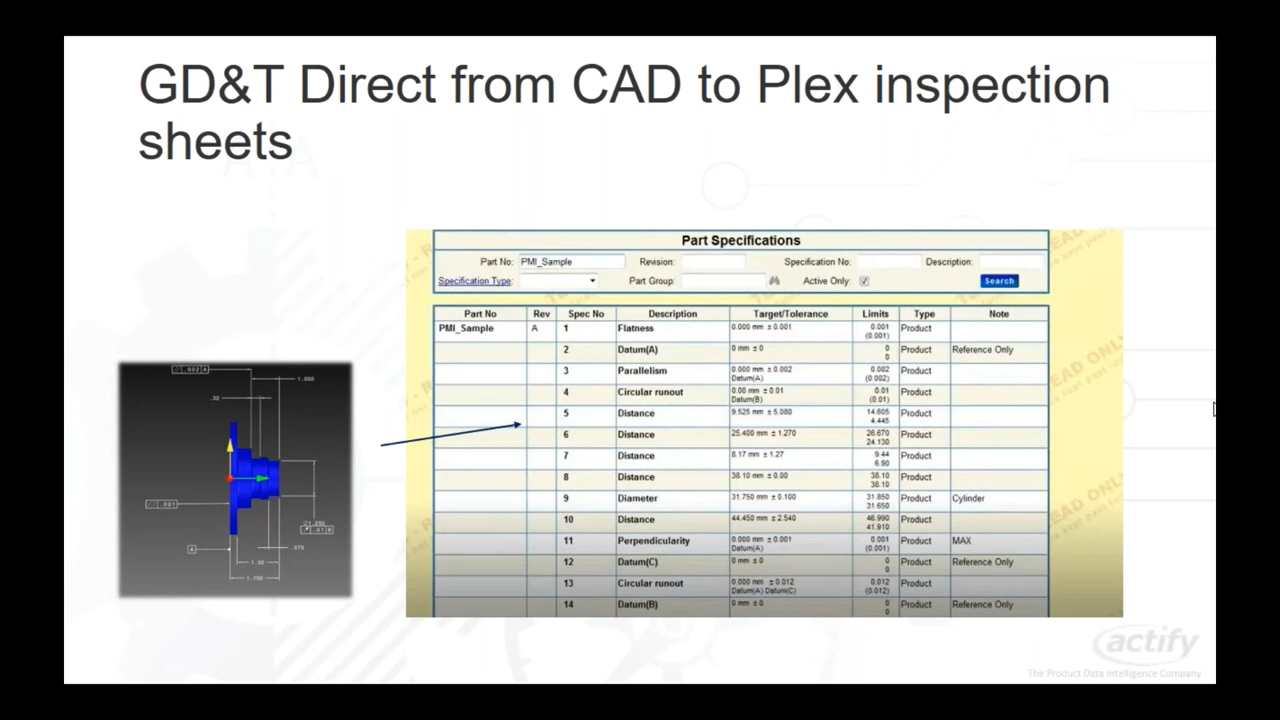 GD&T Direct from CAD to Plex inspection
sheets
Part Specifications
Part No: PMI_Sample Revision: Specification No: Description:
Specification Type: Part Group: Active Only: Search
Part No Rev Spec No Description Target/Tolerance Limits Type Note
PMI_Sample A 1 Flatness 0.000 mm ± 0.001 0.001 Product
(0.001)
2 Datum(A) 0 mm ± 0 0 Product Reference Only
0
3 Parallelism 0.000 mm ± 0.002 0.002 Product
Datum(A) (0.002)
4 Circular runout 0.00 mm ± 0.01 0.01 Product
Datum(B) (0.01)
5 Distance 9.525 mm ± 5.080 14.605 Product
4.445
6 Distance 25.400 mm ± 1.270 26.670 Product
24.130
7 Distance 8.17 mm ± 1.27 9.44 Product
6.90
8 Distance 38.10 mm ± 0.00 38.10 Product
38.10
9 Diameter 31.750 mm ± 0.100 31.850 Product Cylinder
31.650
10 Distance 44.450 mm ± 2.540 46.990 Product
41.910
11 Perpendicularity 0.000 mm ± 0.001 0.001 Product MAX
Datum(A) (0.001)
12 Datum(C) 0 mm ± 0 0 Product Reference Only
0
13 Circular runout 0.000 mm ± 0.012 0.012 Product
Datum(A) Datum(C) (0.012)
14 Datum(B) 0 mm ± 0 0 Product Reference Only
0
.002 A
1.000
.32
.001
1.250
.01 B
A
.375
1.50
1.750
actify
The Product Data Intelligence Company